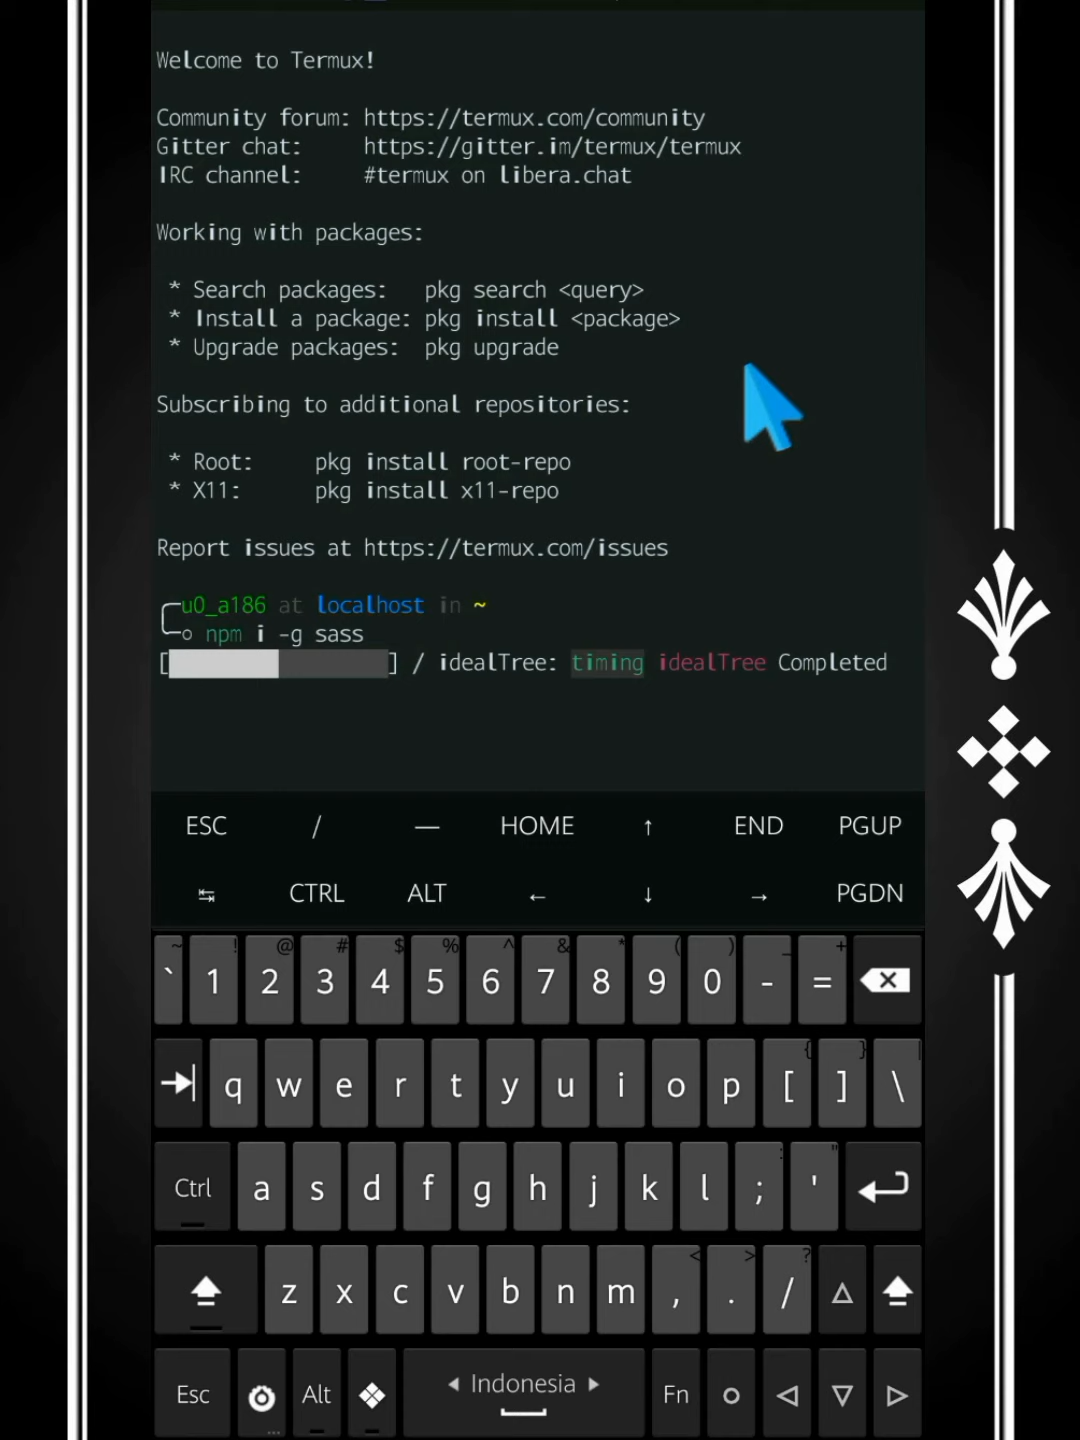 Welcome to Termux!
Community forum: https://termux.com/community
Gitter chat: https://gitter.im/termux/termux
IRC channel: #termux on libera.chat
Working with packages:
* Search packages: pkg search <query>
* Install a package: pkg install <package>
* Upgrade packages: pkg upgrade
Subscribing to additional repositories:
* Root: pkg install root-repo
* X11: pkg install x11-repo
Report issues at https://termux.com/issues
u0_a186 at localhost in ~
npm i -g sass
[ ] / idealTree: timing idealTree Completed
ESC / — HOME ↑ END PGUP
↹ CTRL ALT ← ↓ → PGDN
~ ! @ # $ % ^ & * ( ) _ +
` 1 2 3 4 5 6 7 8 9 0 - =
{ } |
q w e r t y u i o p [ ] \
: "
Ctrl a s d f g h j k l ; '
< > ?
z x c v b n m , . /
Esc Alt Indonesia Fn